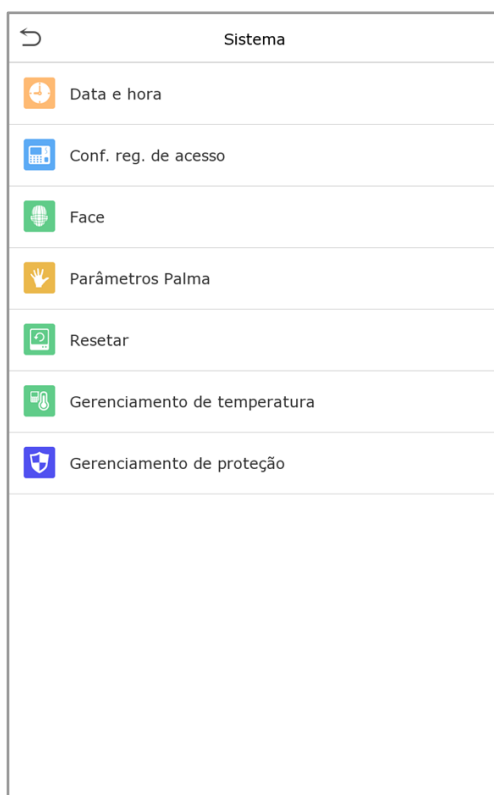 Sistema
Data e hora
Conf. reg. de acesso
Face
Parâmetros Palma
Resetar
Gerenciamento de temperatura
Gerenciamento de proteção